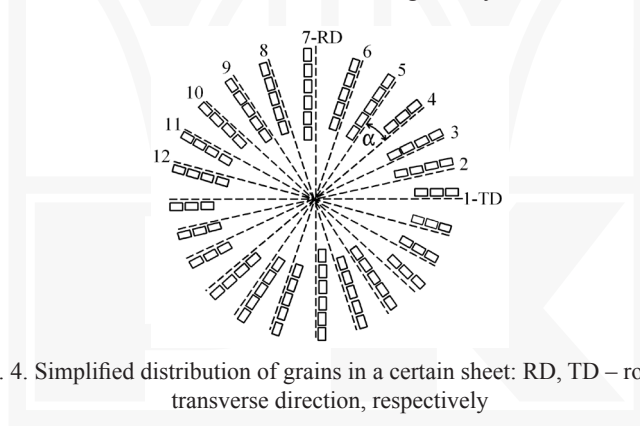 7-RD
8
6
9
5
10
4
11
α
3
12
2
1-TD
. 4. Simplified distribution of grains in a certain sheet: RD, TD – ro
transverse direction, respectively